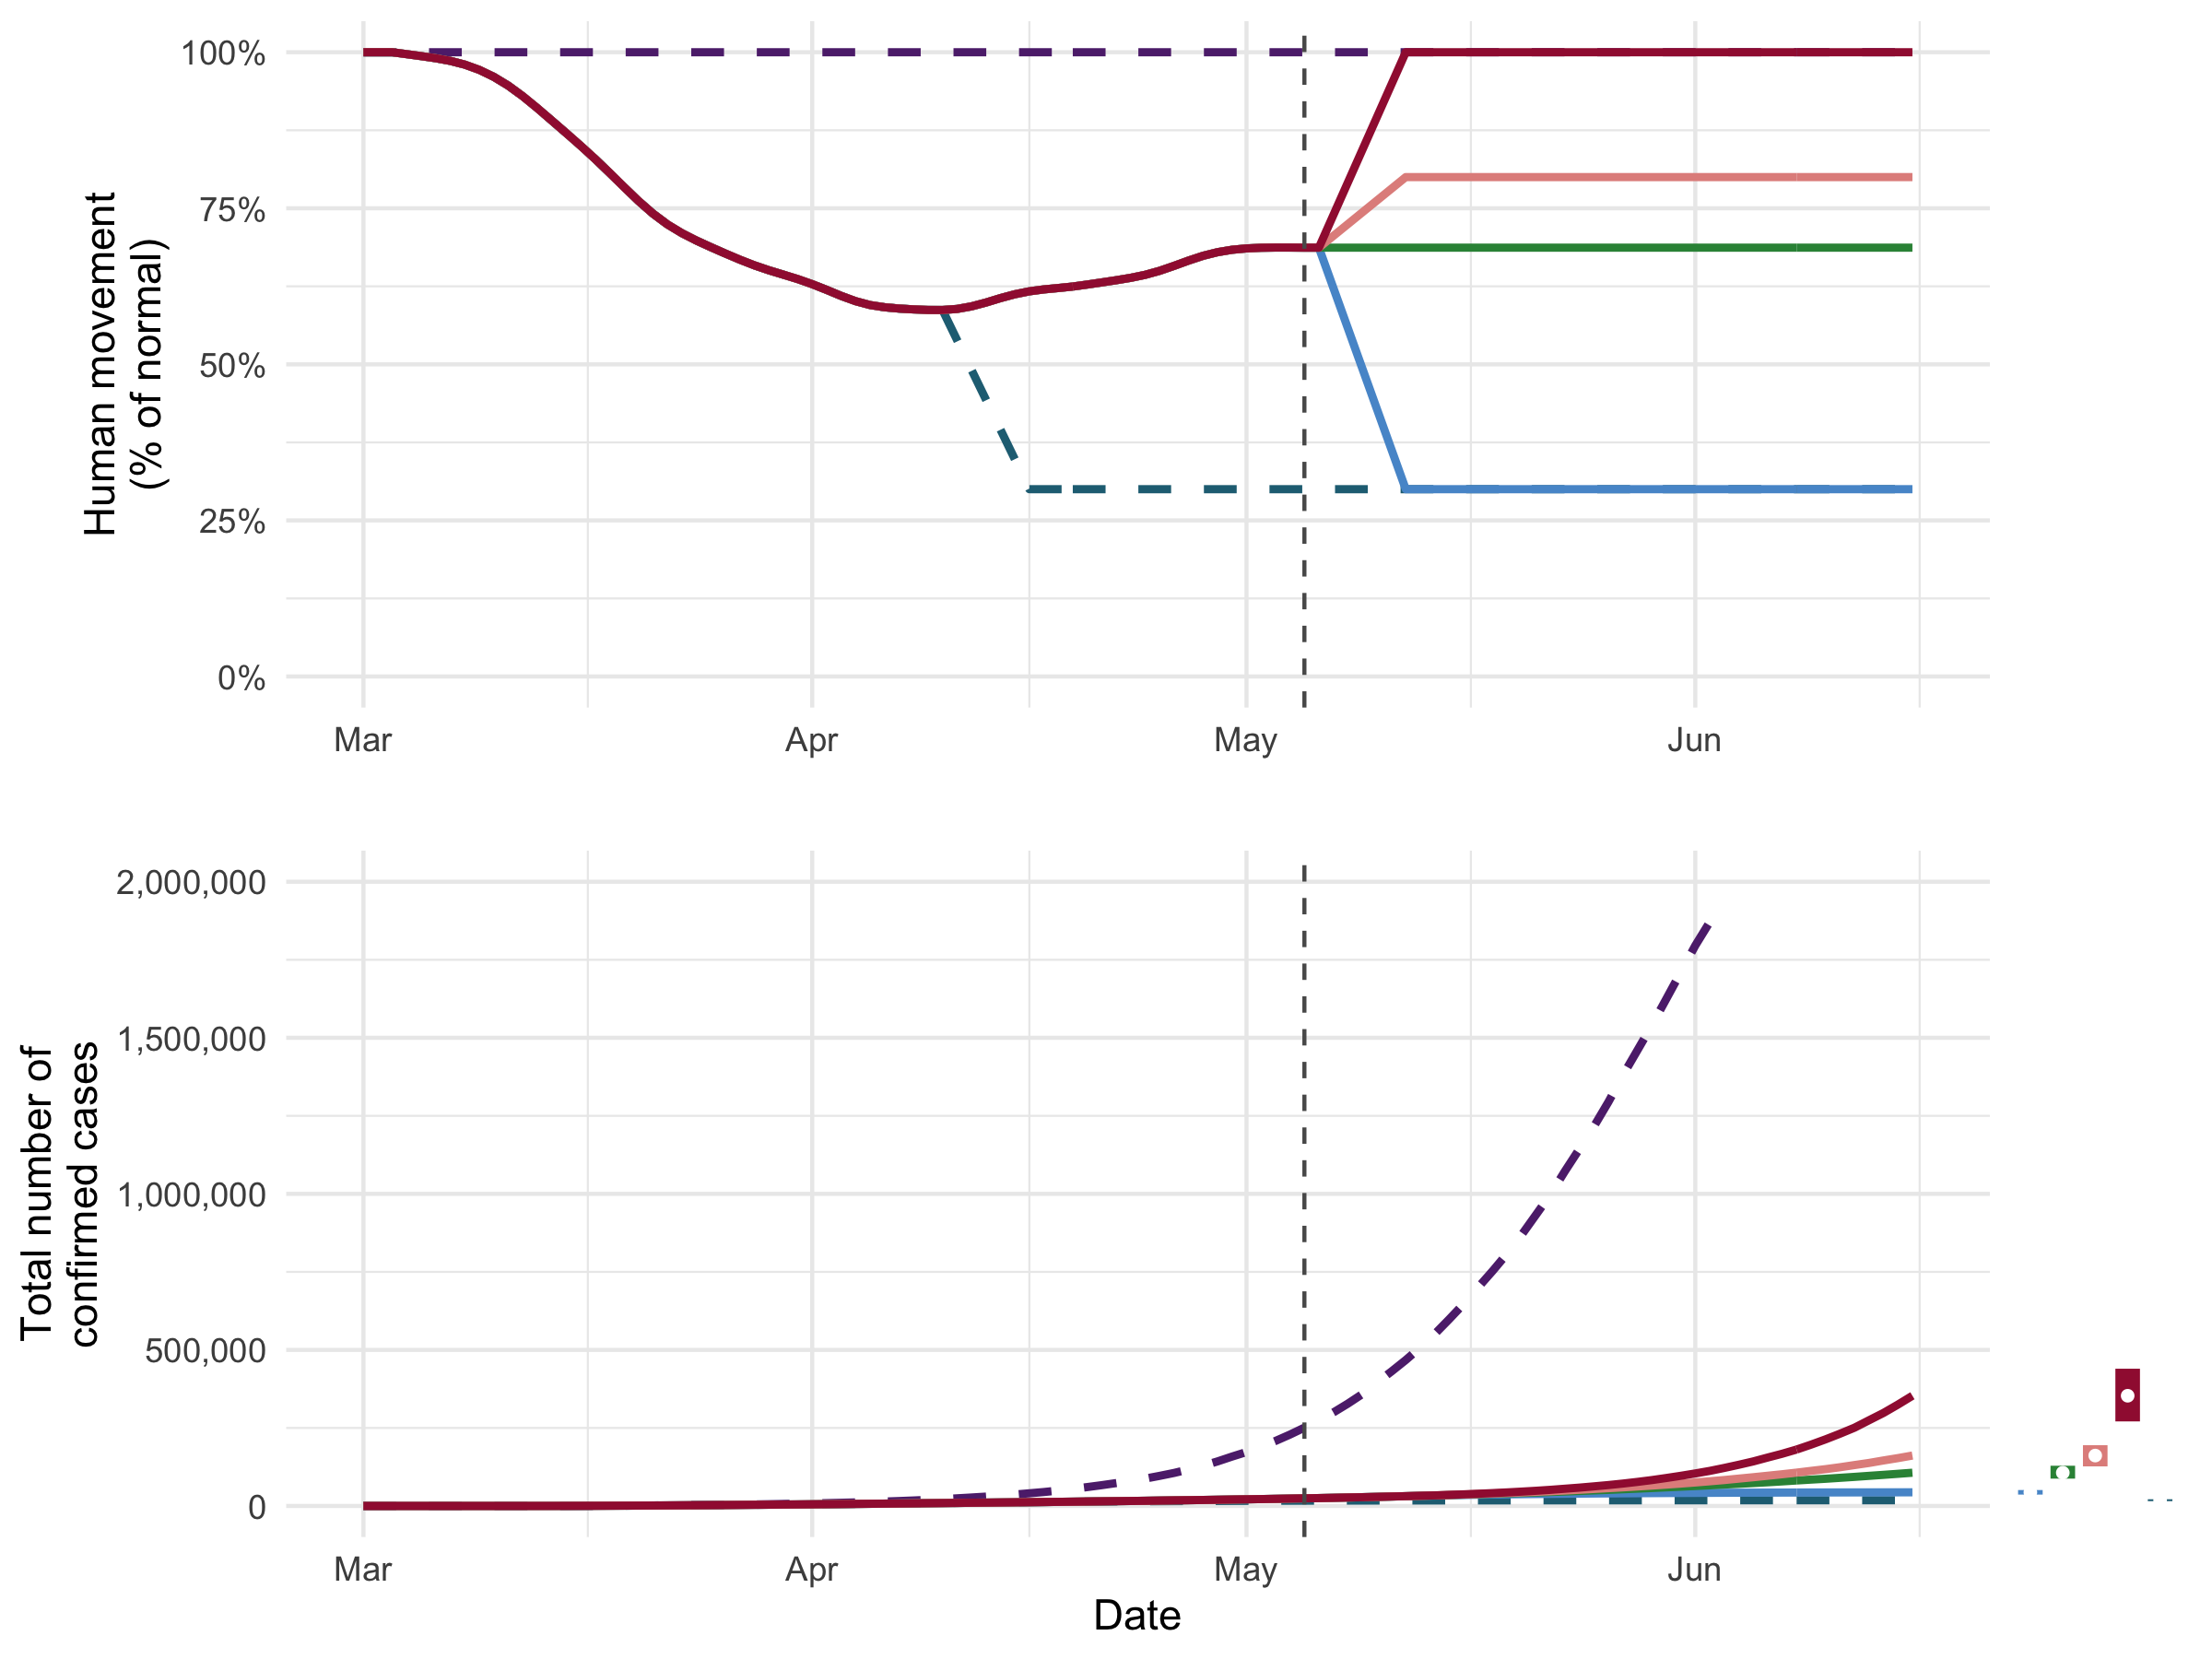 Human movement
(% of normal)
100%
75%
50%
25%
0%
Mar Apr May Jun
Total number of
confirmed cases
2,000,000
1,500,000
1,000,000
500,000
0
Mar Apr May Jun
Date